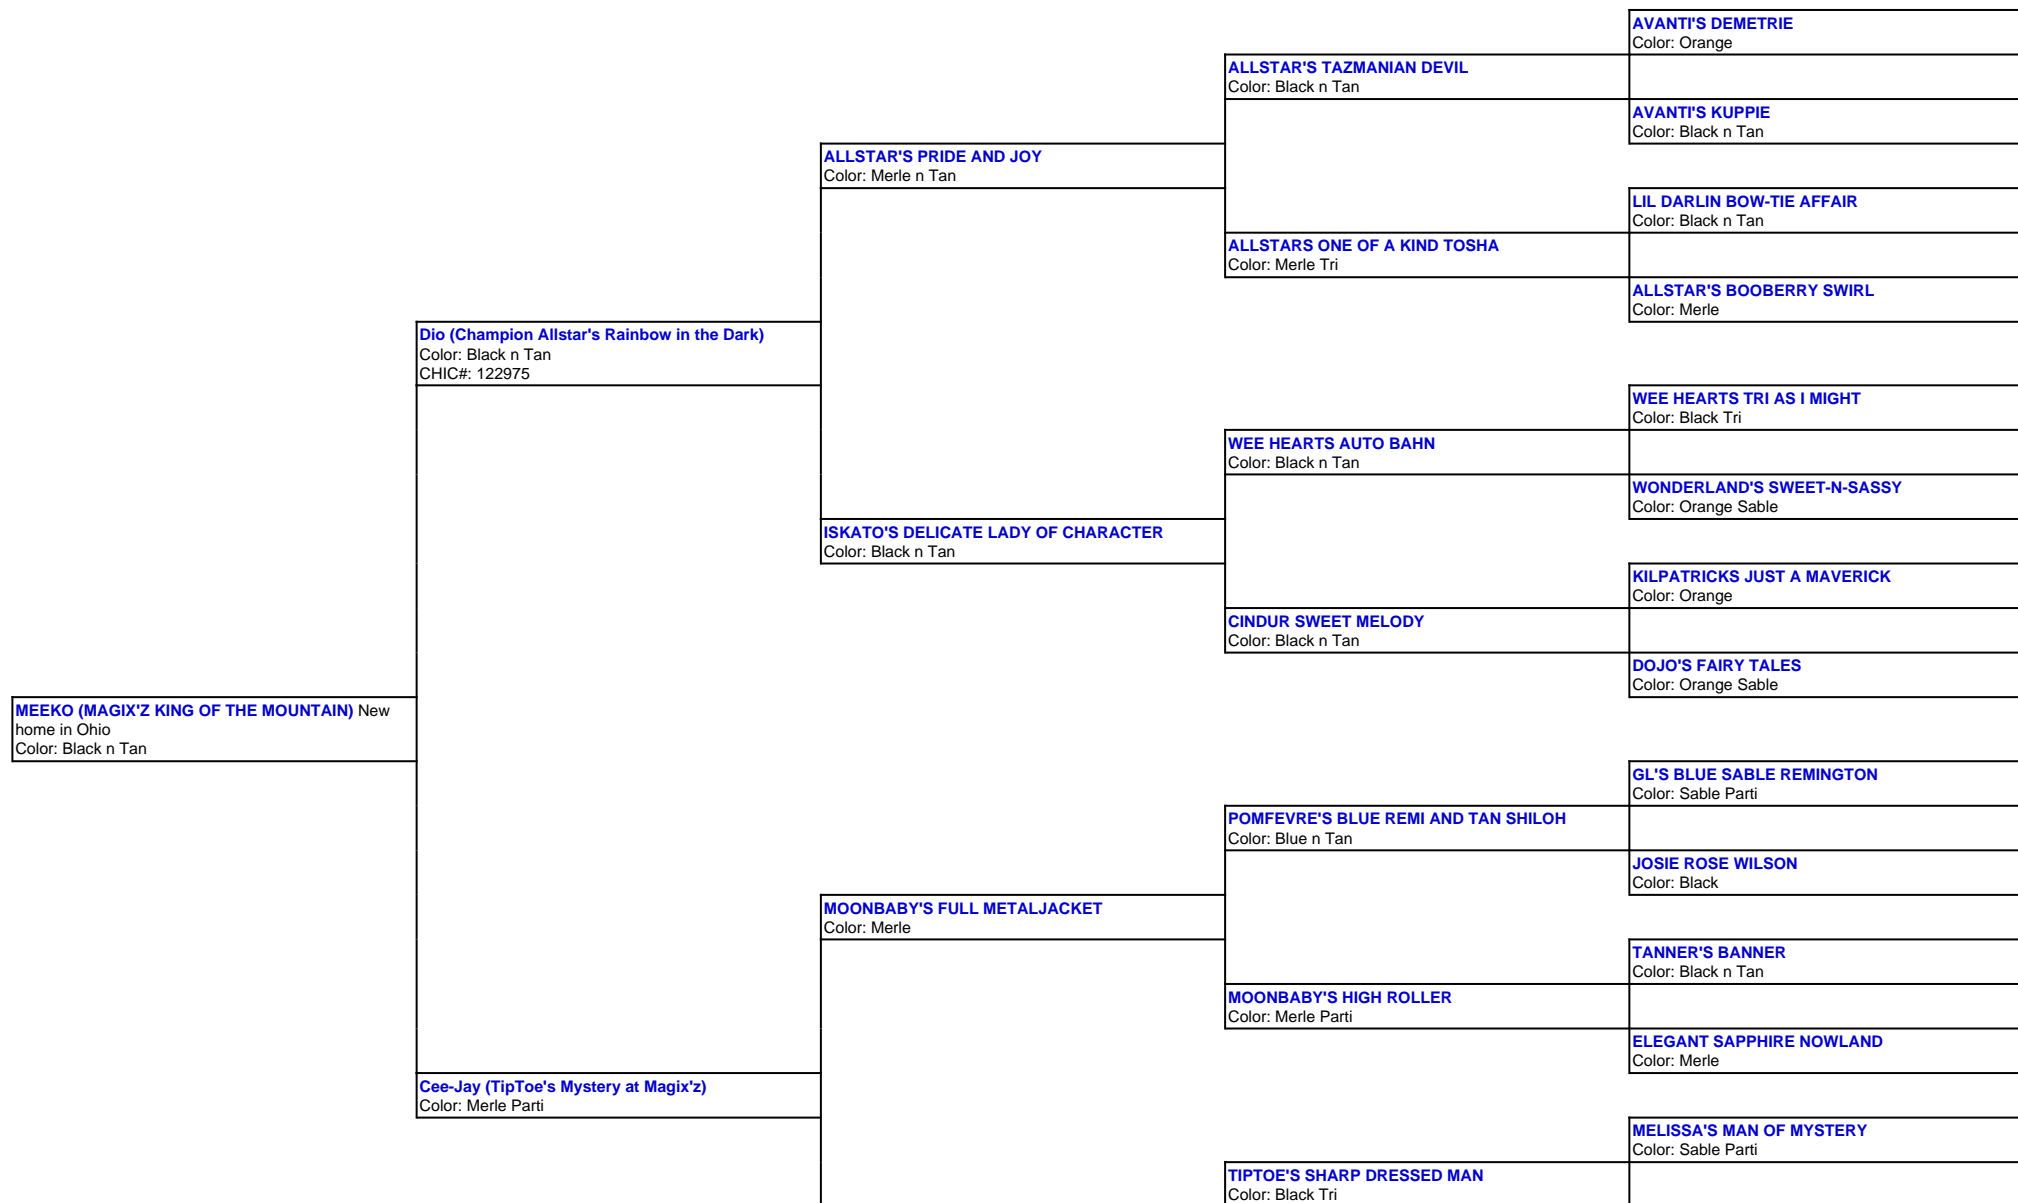 AVANTI'S DEMETRIE
Color: Orange
ALLSTAR'S TAZMANIAN DEVIL
Color: Black n Tan
AVANTI'S KUPPIE
Color: Black n Tan
ALLSTAR'S PRIDE AND JOY
Color: Merle n Tan
LIL DARLIN BOW-TIE AFFAIR
Color: Black n Tan
ALLSTARS ONE OF A KIND TOSHA
Color: Merle Tri
ALLSTAR'S BOOBERRY SWIRL
Color: Merle
Dio (Champion Allstar's Rainbow in the Dark)
Color: Black n Tan
CHIC#: 122975
WEE HEARTS TRI AS I MIGHT
Color: Black Tri
WEE HEARTS AUTO BAHN
Color: Black n Tan
WONDERLAND'S SWEET-N-SASSY
Color: Orange Sable
ISKATO'S DELICATE LADY OF CHARACTER
Color: Black n Tan
KILPATRICKS JUST A MAVERICK
Color: Orange
CINDUR SWEET MELODY
Color: Black n Tan
DOJO'S FAIRY TALES
Color: Orange Sable
MEEKO (MAGIX'Z KING OF THE MOUNTAIN) New
home in Ohio
Color: Black n Tan
GL'S BLUE SABLE REMINGTON
Color: Sable Parti
POMFEVRE'S BLUE REMI AND TAN SHILOH
Color: Blue n Tan
JOSIE ROSE WILSON
Color: Black
MOONBABY'S FULL METALJACKET
Color: Merle
TANNER'S BANNER
Color: Black n Tan
MOONBABY'S HIGH ROLLER
Color: Merle Parti
ELEGANT SAPPHIRE NOWLAND
Color: Merle
Cee-Jay (TipToe's Mystery at Magix'z)
Color: Merle Parti
MELISSA'S MAN OF MYSTERY
Color: Sable Parti
TIPTOE'S SHARP DRESSED MAN
Color: Black Tri